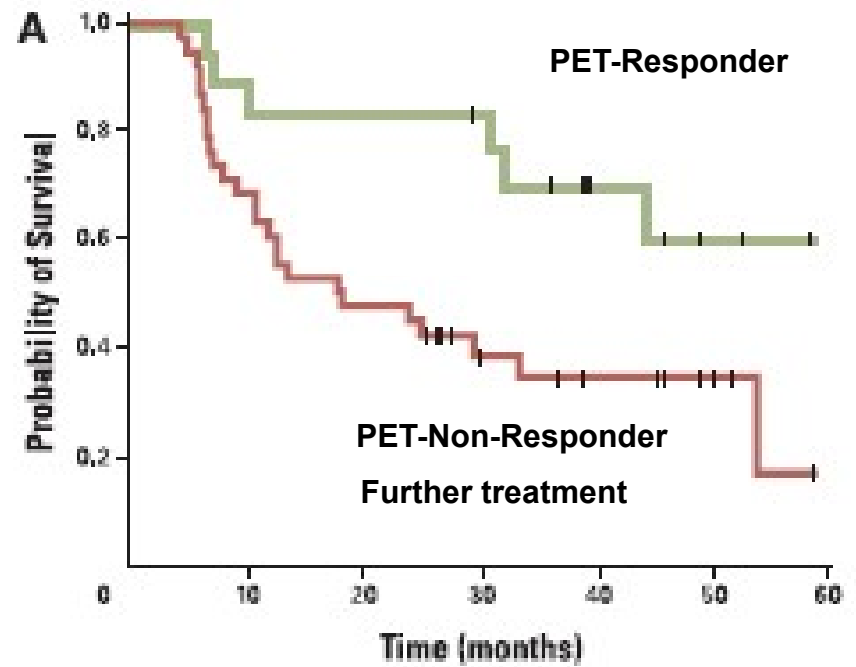 A
PET-Responder
PET-Non-Responder
Further treatment
Probability of Survival
1.0
0.8
0.6
0.4
0.2
0 10 20 30 40 50 60
Time (months)